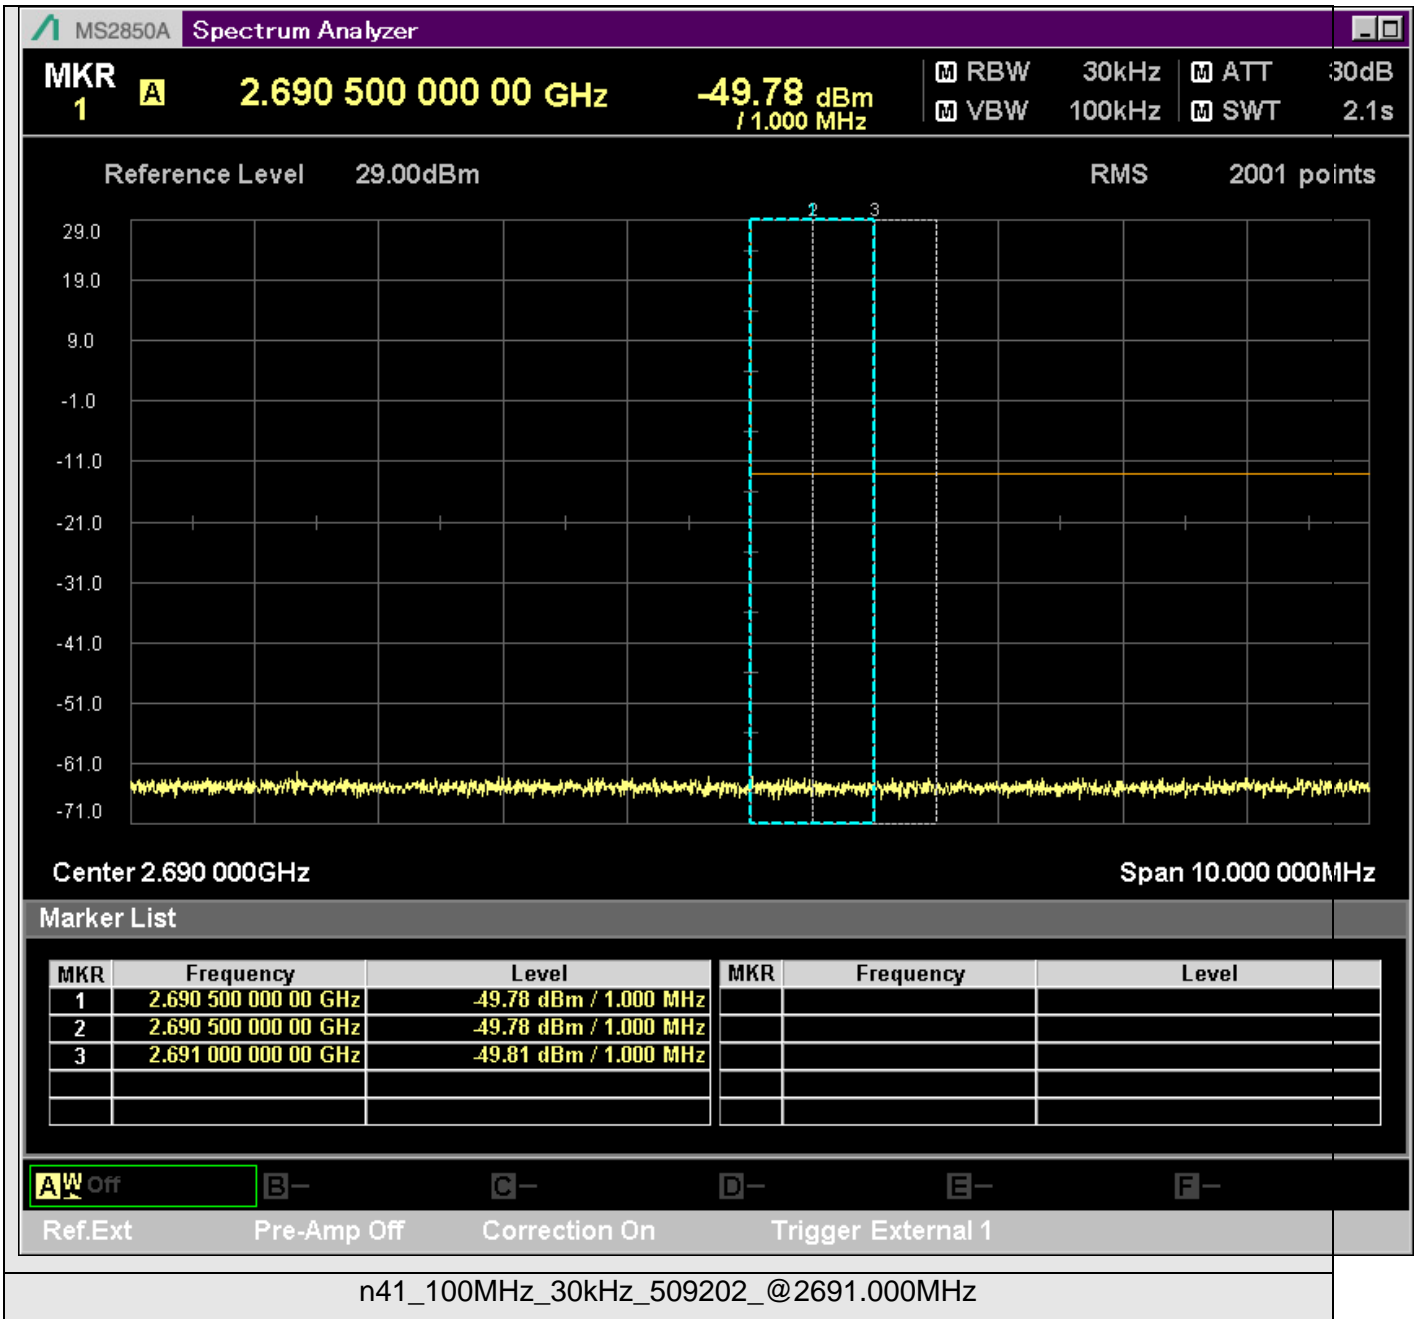 MS2850A Spectrum Analyzer
MKR 1 A 2.690 500 000 00 GHz -49.78 dBm / 1.000 MHz
M RBW 30kHz M ATT 30dB
M VBW 100kHz M SWT 2.1s
Reference Level 29.00dBm RMS 2001 points
2 3
29.0
19.0
9.0
-1.0
-11.0
-21.0
-31.0
-41.0
-51.0
-61.0
-71.0
Center 2.690 000GHz Span 10.000 000MHz
Marker List
MKR Frequency Level MKR Frequency Level
1 2.690 500 000 00 GHz -49.78 dBm / 1.000 MHz
2 2.690 500 000 00 GHz -49.78 dBm / 1.000 MHz
3 2.691 000 000 00 GHz -49.81 dBm / 1.000 MHz
A W Off B- C- D- E- F-
Ref.Ext Pre-Amp Off Correction On Trigger External 1
n41_100MHz_30kHz_509202_@2691.000MHz